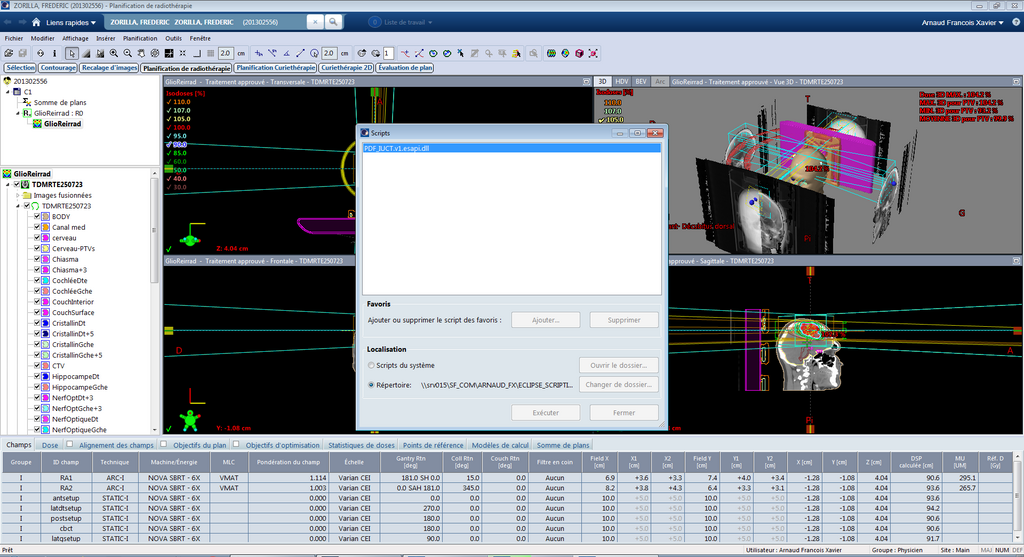 ZORILLA, FREDERIC (201302556) - Planification de radiothérapie
Liens rapides
ZORILLA, FREDERIC ZORILLA, FREDERIC (201302556)
0 Liste de travail
Arnaud Francois Xavier
Fichier Modifier Affichage Insérer Planification Outils Fenêtre
2.0 cm 2.0 cm 1
Sélection Contourage Recalage d'images Planification de radiothérapie Planification Curiethérapie Curiethérapie 2D Évaluation de plan
201302556
C1
Somme de plans
GlioReirrad : R0
GlioReirrad
GlioReirrad
TDMRTE250723
Images fusionnées
TDMRTE250723
BODY
Canal med
cerveau
Cerveau-PTVs
Chiasma
Chiasma+3
CochléeDte
CochléeGche
CouchInterior
CouchSurface
CristallinDt
CristallinDt+5
CristallinGche
CristallinGche+5
CTV
HippocampeDt
HippocampeGche
NerfOptDt+3
NerfOptGche+3
NerfOptiqueDt
NerfOptiqueGche
GlioReirrad - Traitement approuvé - Transversale - TDMRTE250723
Isodoses [%]
110.0
107.0
105.0
100.0
95.0
90.0
85.0
60.0
50.0
40.0
30.0
Z: 4.04 cm
3D HDV BEV Arc GlioReirrad - Traitement approuvé - Vue 3D - TDMRTE250723
Isodoses [%]
110.0
107.0
105.0
Dose 3D MAX. : 104.2 %
MAX. 3D pour PTV : 104.2 %
104.2 %
Scripts
PDF_IUCT.v1.esapi.dll
Favoris
Ajouter ou supprimer le script des favoris :
Ajouter...
Supprimer
Localisation
Scripts du système
Ouvrir le dossier...
Répertoire: \\srv015\SF_COM\ARNAUD_FX\ECLIPSE_SCRIPTI...
Changer de dossier...
Exécuter
Fermer
GlioReirrad - Traitement approuvé - Frontale - TDMRTE250723
D
Y: -1.08 cm
approuvé - Sagittale - TDMRTE250723
A
cm
Champs Dose Alignement des champs Objectifs du plan Objectifs d'optimisation Statistiques de doses Points de référence Modèles de calcul Somme de plans
Groupe ID champ Technique Machine/Énergie MLC Pondération du champ Échelle Gantry Rtn [deg] Coll Rtn [deg] Couch Rtn [deg] Filtre en coin Field X [cm] X1 [cm] X2 [cm] Field Y [cm] Y1 [cm] Y2 [cm] X [cm] Y [cm] Z [cm] DSP calculée [cm] MU [UM] Réf. D [Gy]
I RA1 ARC-I NOVA SBRT - 6X VMAT 1.114 Varian CEI 181.0 SH 0.0 15.0 0.0 Aucun 6.9 +3.6 +3.3 7.4 +4.0 +3.4 -1.28 -1.08 4.04 90.6 295.1
I RA2 ARC-I NOVA SBRT - 6X VMAT 1.003 Varian CEI 0.0 SAH 181.0 345.0 0.0 Aucun 8.2 +3.8 +4.3 6.4 +3.3 +3.1 -1.28 -1.08 4.04 90.8 265.7
I antsetup STATIC-I NOVA SBRT - 6X 0.000 Varian CEI 0.0 0.0 0.0 Aucun 10.0 +5.0 +5.0 10.0 +5.0 +5.0 -1.28 -1.08 4.04 93.6
I latdtsetup STATIC-I NOVA SBRT - 6X 0.000 Varian CEI 270.0 0.0 0.0 Aucun 10.0 +5.0 +5.0 10.0 +5.0 +5.0 -1.28 -1.08 4.04 94.2
I postsetup STATIC-I NOVA SBRT - 6X 0.000 Varian CEI 180.0 0.0 0.0 Aucun 10.0 +5.0 +5.0 10.0 +5.0 +5.0 -1.28 -1.08 4.04 90.6
I cbct STATIC-I NOVA SBRT - 6X 0.000 Varian CEI 180.0 0.0 0.0 Aucun 10.0 +5.0 +5.0 10.0 +5.0 +5.0 -1.28 -1.08 4.04 90.6
I latgsetup STATIC-I NOVA SBRT - 6X 0.000 Varian CEI 90.0 0.0 0.0 Aucun 10.0 +5.0 +5.0 10.0 +5.0 +5.0 -1.28 -1.08 4.04 91.7
Prêt
Utilisateur : Arnaud Francois Xavier Groupe : Physicien Site : Main MAJ NUM DEF